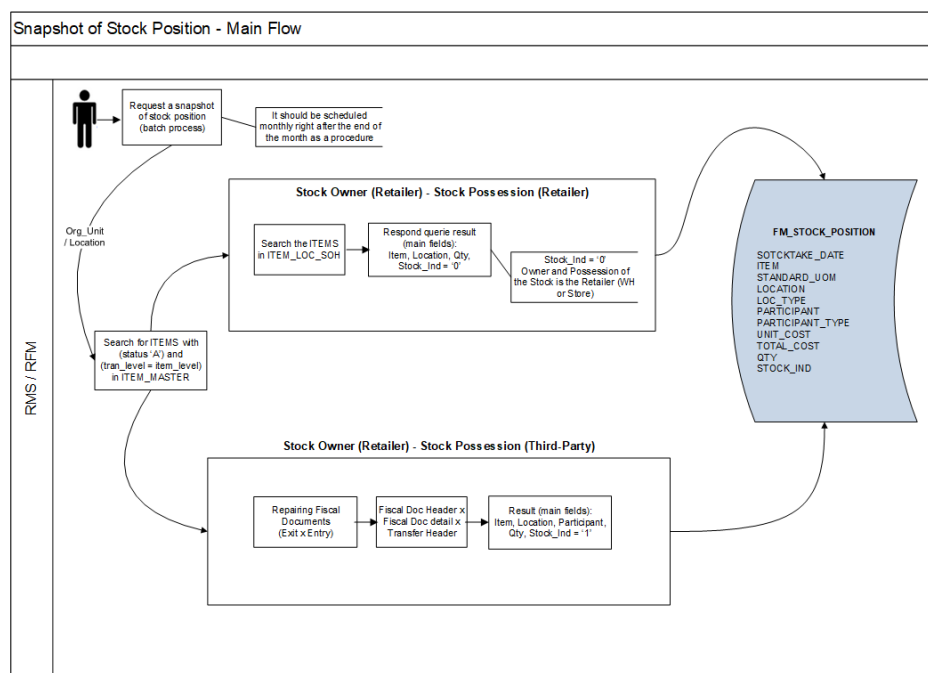 Snapshot of Stock Position - Main Flow
RMS / RFM
Request a snapshot
of stock position
(batch process)
It should be scheduled
monthly right after the end
of the month as a procedure
Org_Unit
/ Location
Search for ITEMS with
(status ‘A’) and
(tran_level = item_level)
in ITEM_MASTER
Stock Owner (Retailer) - Stock Possession (Retailer)
Search the ITEMS
in ITEM_LOC_SOH
Respond querie result
(main fields):
Item, Location, Qty,
Stock_Ind = ‘0’
Stock_Ind = ‘0’
Owner and Possession of
the Stock is the Retailer (WH
or Store)
Stock Owner (Retailer) - Stock Possession (Third-Party)
Repairing Fiscal
Documents
(Exit x Entry)
Fiscal Doc Header x
Fiscal Doc detail x
Transfer Header
Result (main fields):
Item, Location, Participant,
Qty, Stock_Ind = ‘1’
FM_STOCK_POSITION
SOTCKTAKE_DATE
ITEM
STANDARD_UOM
LOCATION
LOC_TYPE
PARTICIPANT
PARTICIPANT_TYPE
UNIT_COST
TOTAL_COST
QTY
STOCK_IND